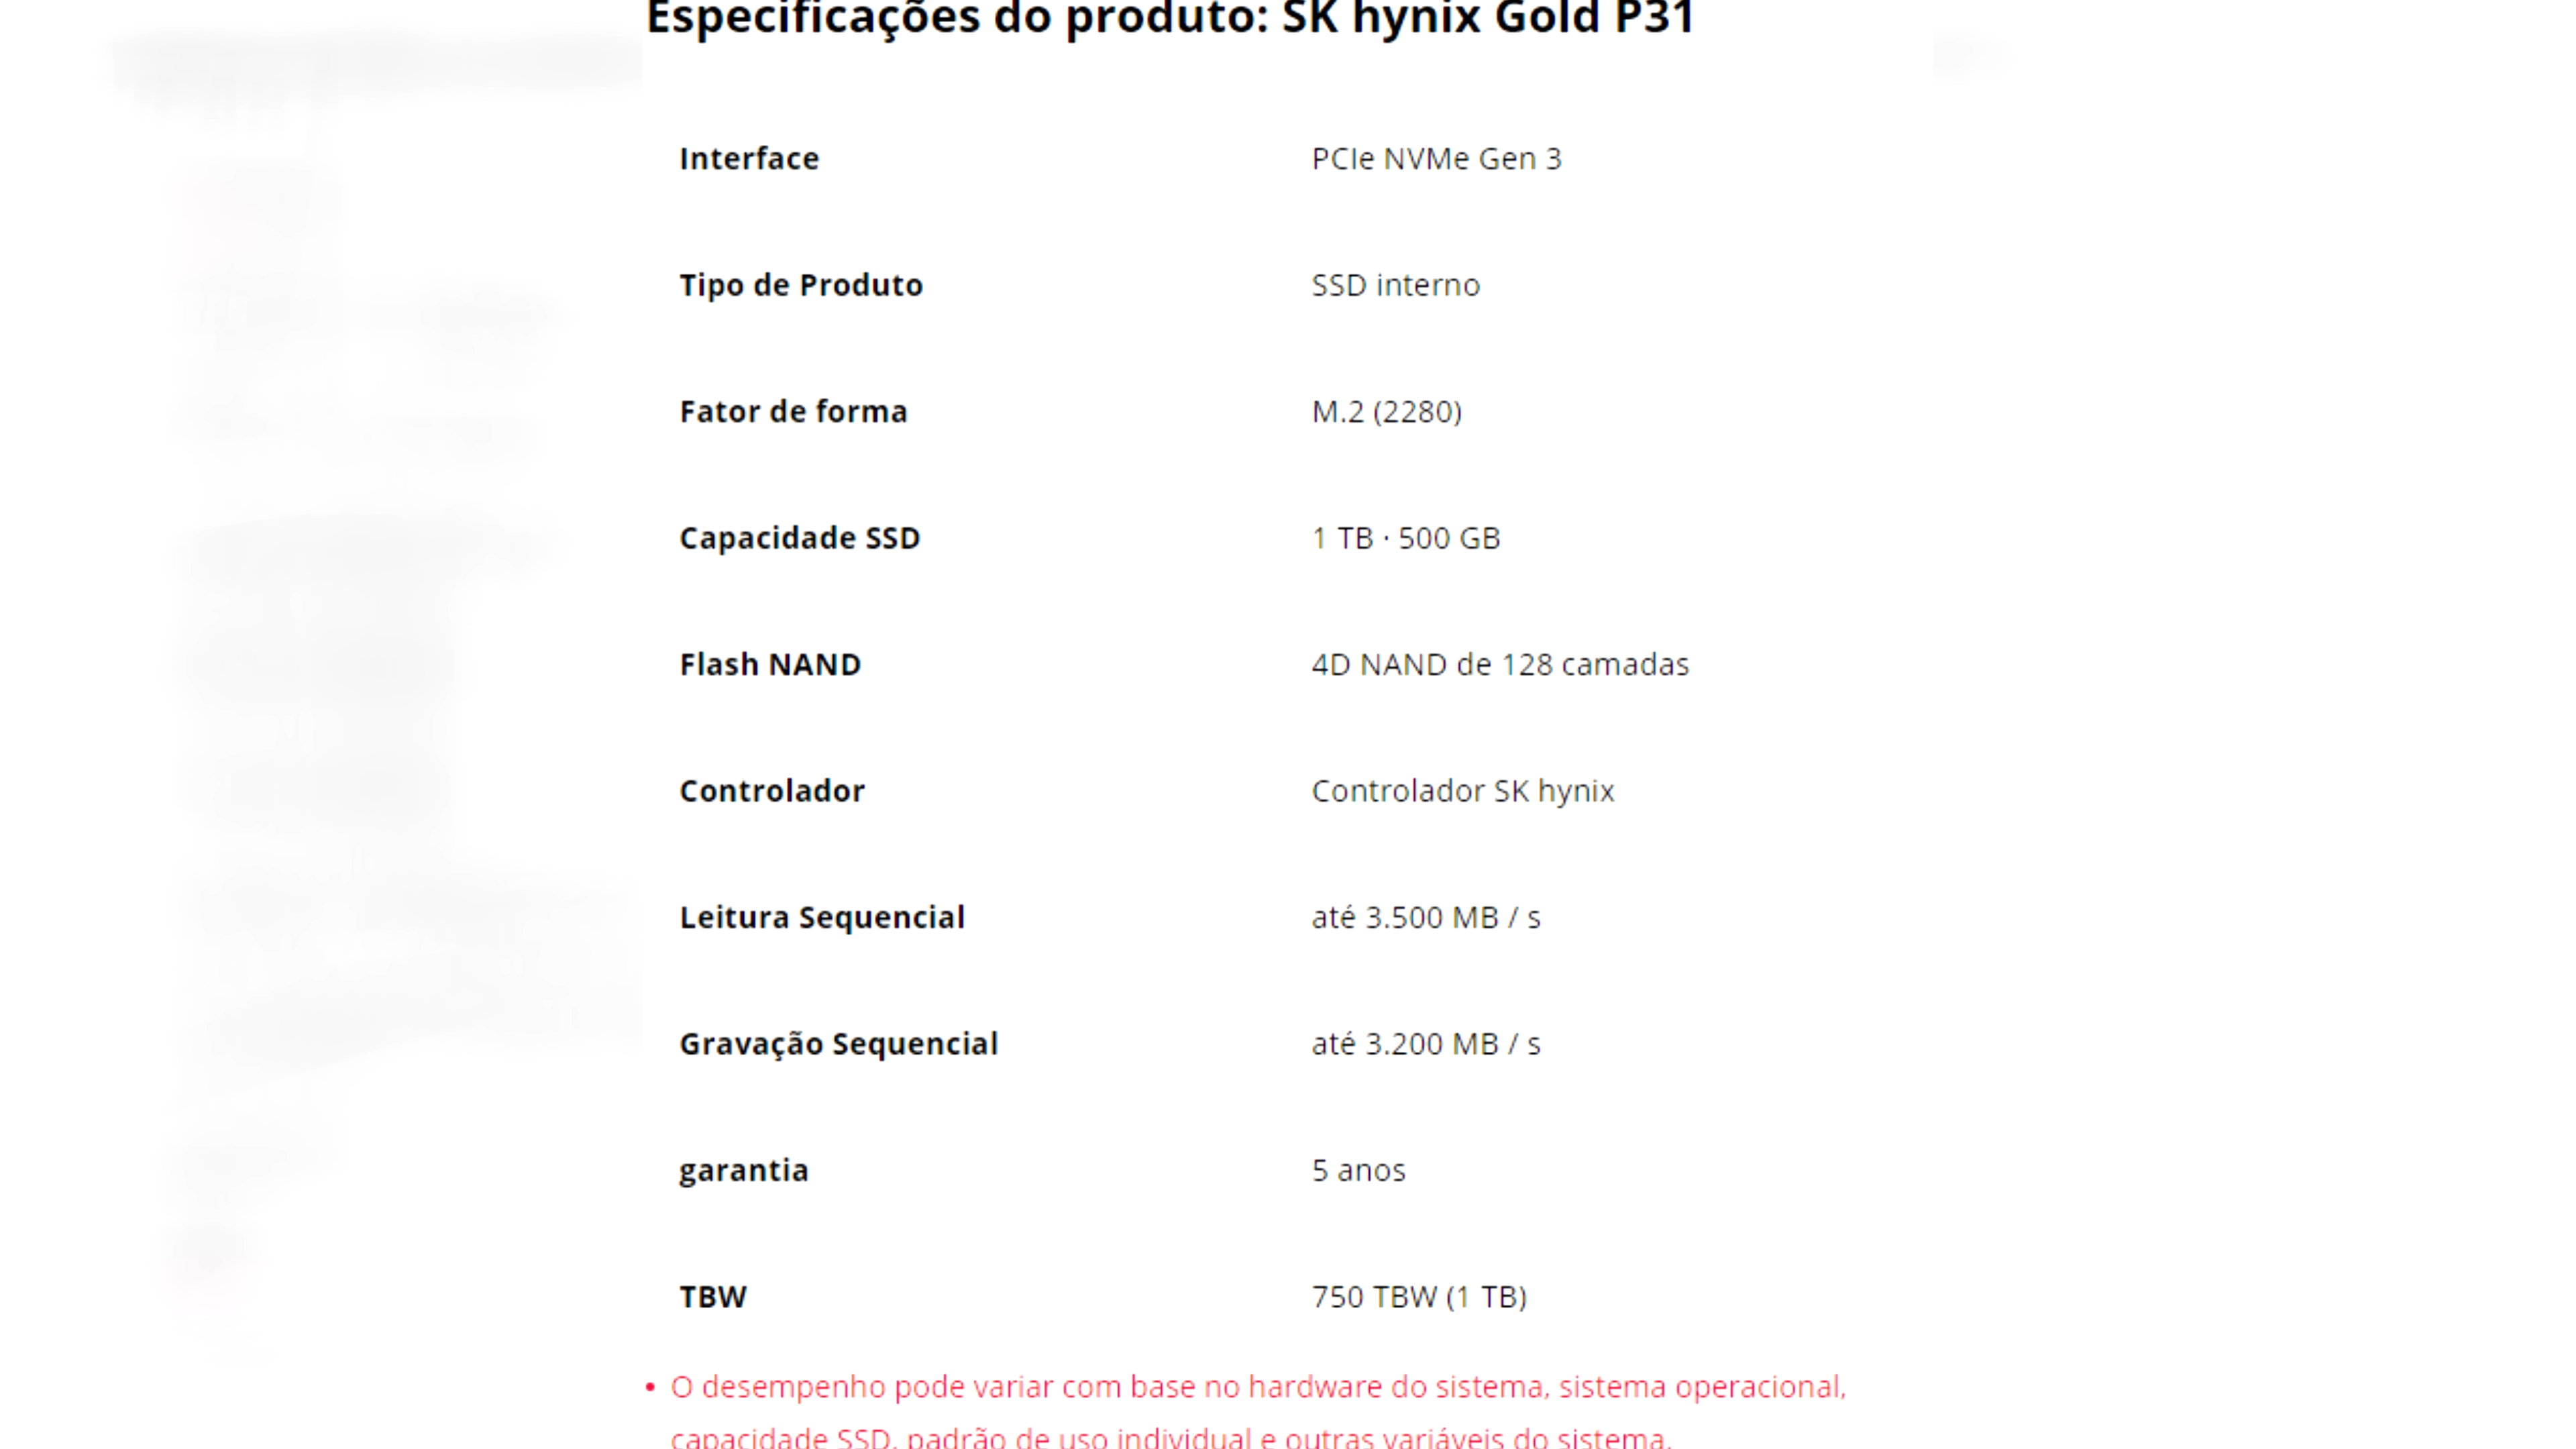 Especificações do produto: SK hynix Gold P31
Interface PCIe NVMe Gen 3
Tipo de Produto SSD interno
Fator de forma M.2 (2280)
Capacidade SSD 1 TB · 500 GB
Flash NAND 4D NAND de 128 camadas
Controlador Controlador SK hynix
Leitura Sequencial até 3.500 MB / s
Gravação Sequencial até 3.200 MB / s
garantia 5 anos
TBW 750 TBW (1 TB)
• O desempenho pode variar com base no hardware do sistema, sistema operacional,
capacidade SSD, padrão de uso individual e outras variáveis do sistema.